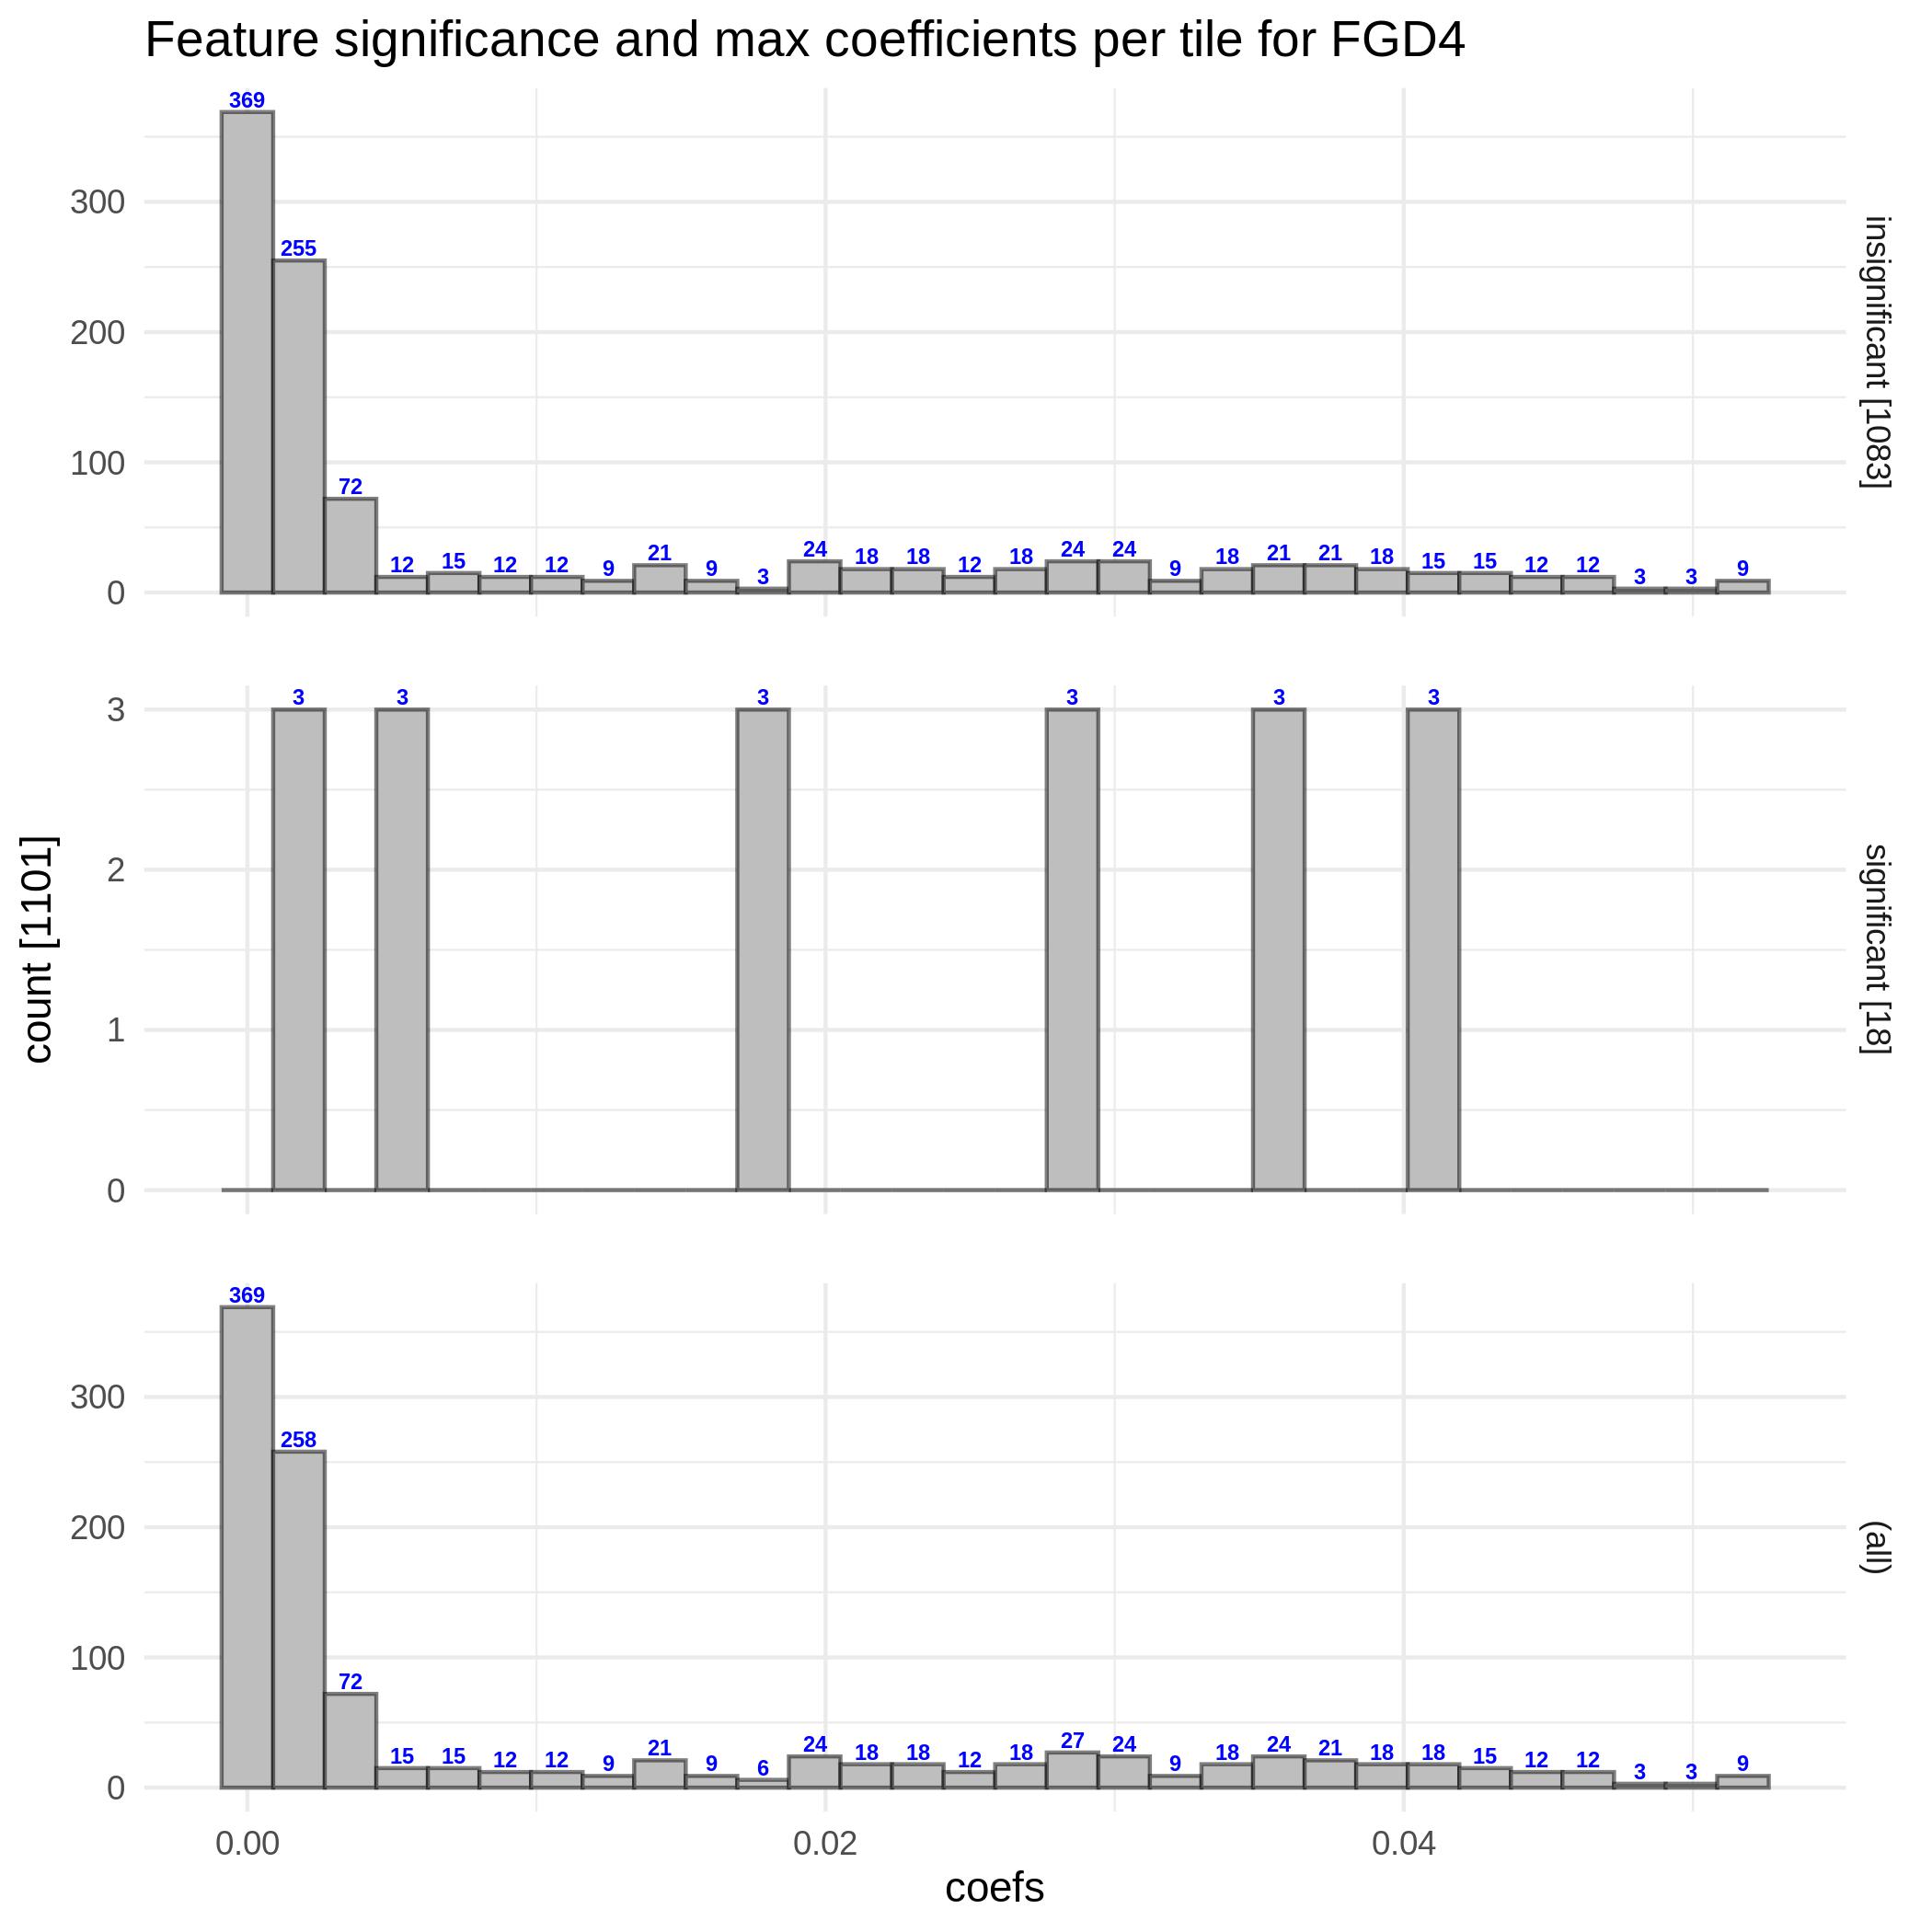 Feature significance and max coefficients per tile for FGD4
369
255
72
12 15 12 12 9 21 9 3 24 18 18 12 18 24 24 9 18 21 21 18 15 15 12 12 3 3 9
300
200
100
0
insignificant [1083]
3 3 3 3 3 3
3
2
1
0
significant [18]
count [1101]
369
258
72
15 15 12 12 9 21 9 6 24 18 18 12 18 27 24 9 18 24 21 18 18 15 12 12 3 3 9
300
200
100
0
(all)
0.00 0.02 0.04
coefs